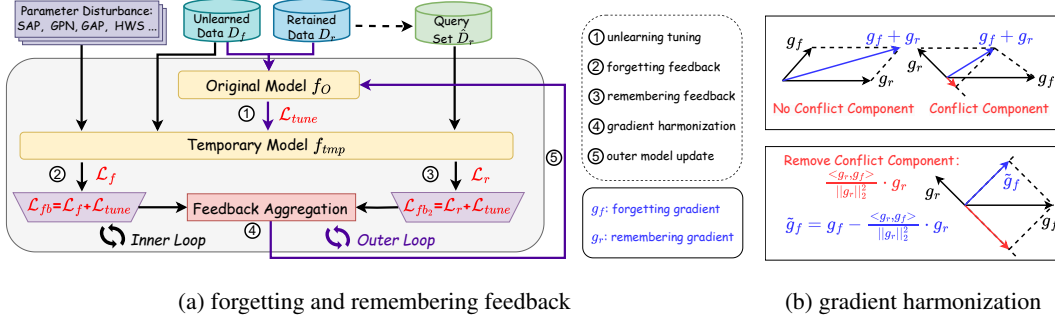 Parameter Disturbance:
SAP, GPN, GAP, HWS ...
Unlearned
Data D_f
Retained
Data D_r
Query
Set D_r
Original Model f_O
① L_tune
Temporary Model f_tmp
② L_f
③ L_r
L_fb=L_f+L_tune
Feedback Aggregation
L_fb₂=L_r+L_tune
④
⑤
Inner Loop
Outer Loop
① unlearning tuning
② forgetting feedback
③ remembering feedback
④ gradient harmonization
⑤ outer model update
g_f: forgetting gradient
g_r: remembering gradient
(a) forgetting and remembering feedback
g_f
g_f + g_r
g_r
No Conflict Component
g_r
g_f + g_r
g_f
Conflict Component
Remove Conflict Component:
<g_r,g_f> / ||g_r||₂² · g_r
g̃_f = g_f − <g_r,g_f> / ||g_r||₂² · g_r
g_r
g̃_f
g_f
(b) gradient harmonization